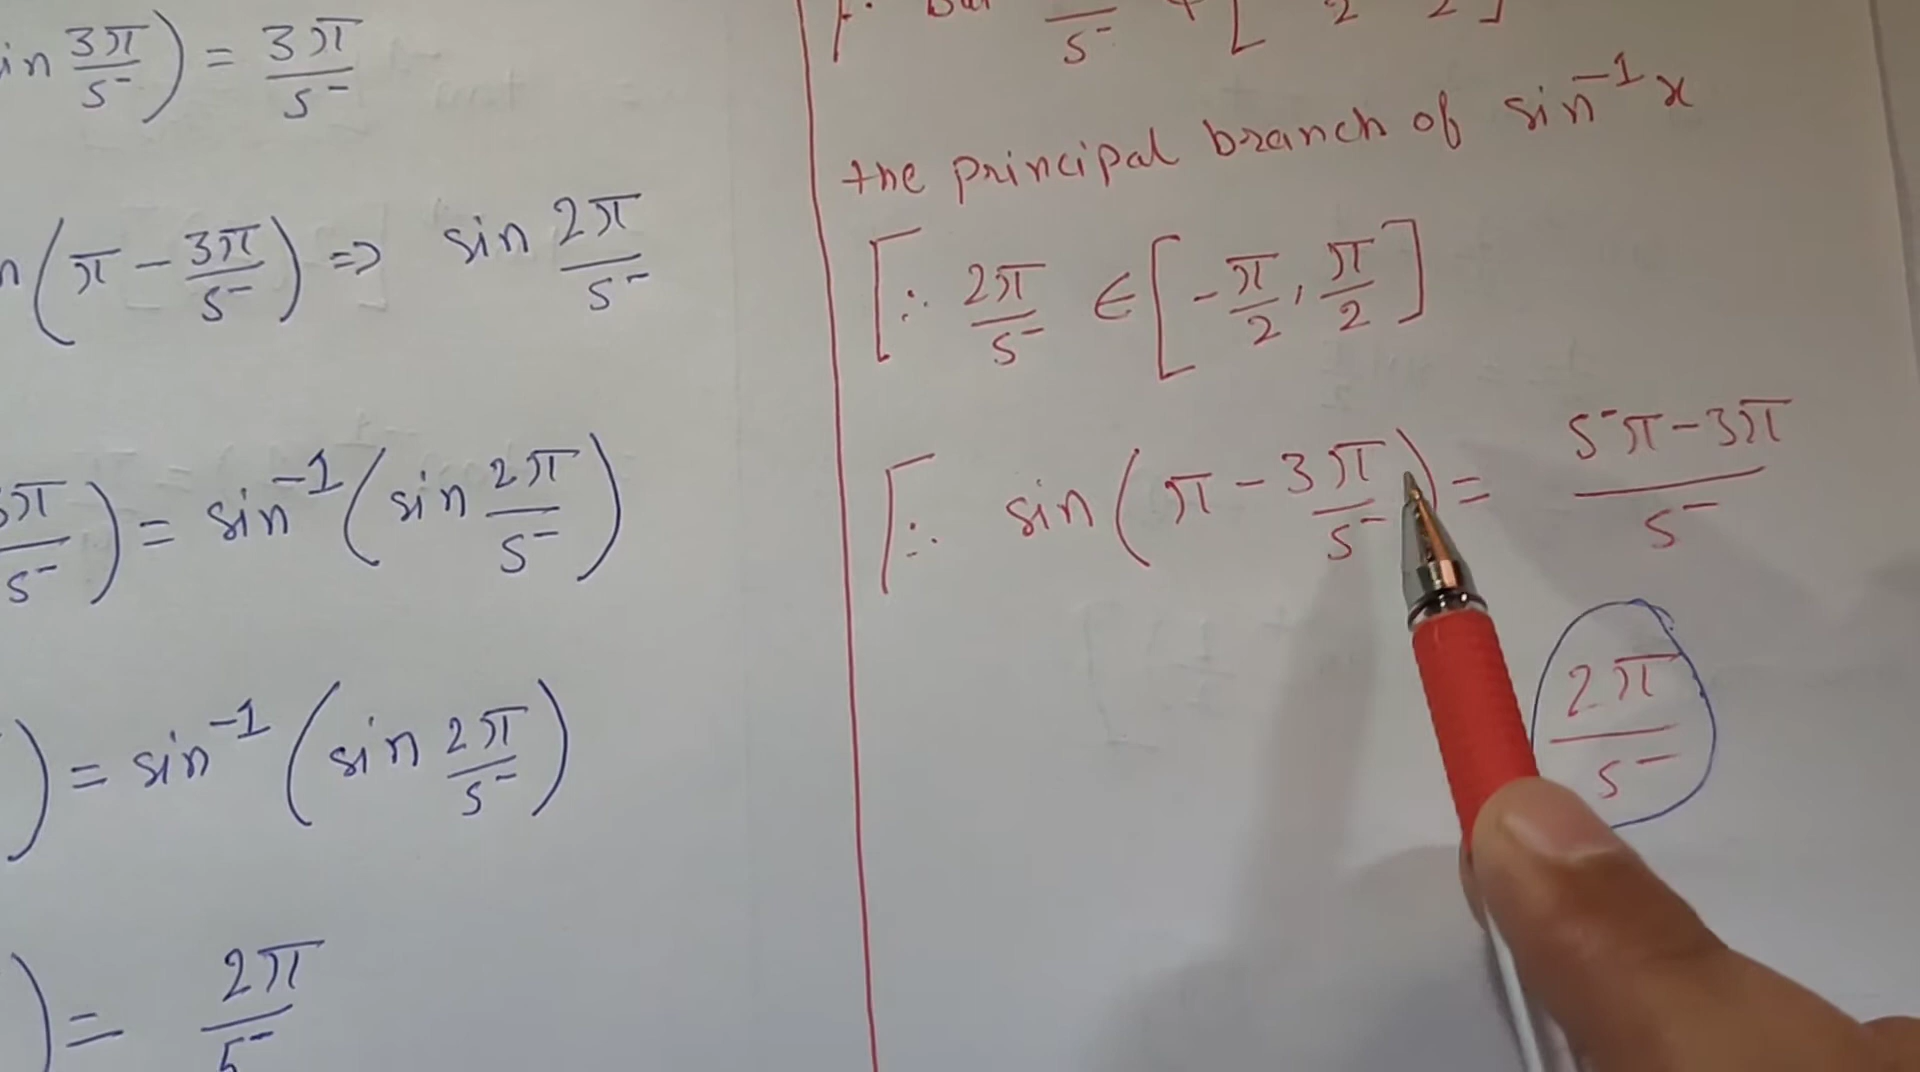 in 3π/5) = 3π/5
n(π - 3π/5) ⇒ sin 2π/5
3π/5) = sin⁻¹(sin 2π/5)
) = sin⁻¹(sin 2π/5)
) = 2π/5
the principal branch of sin⁻¹x
[∴ 2π/5 ∈ [-π/2, π/2]
[∴ sin(π - 3π/5) = 5π-3π/5
2π/5